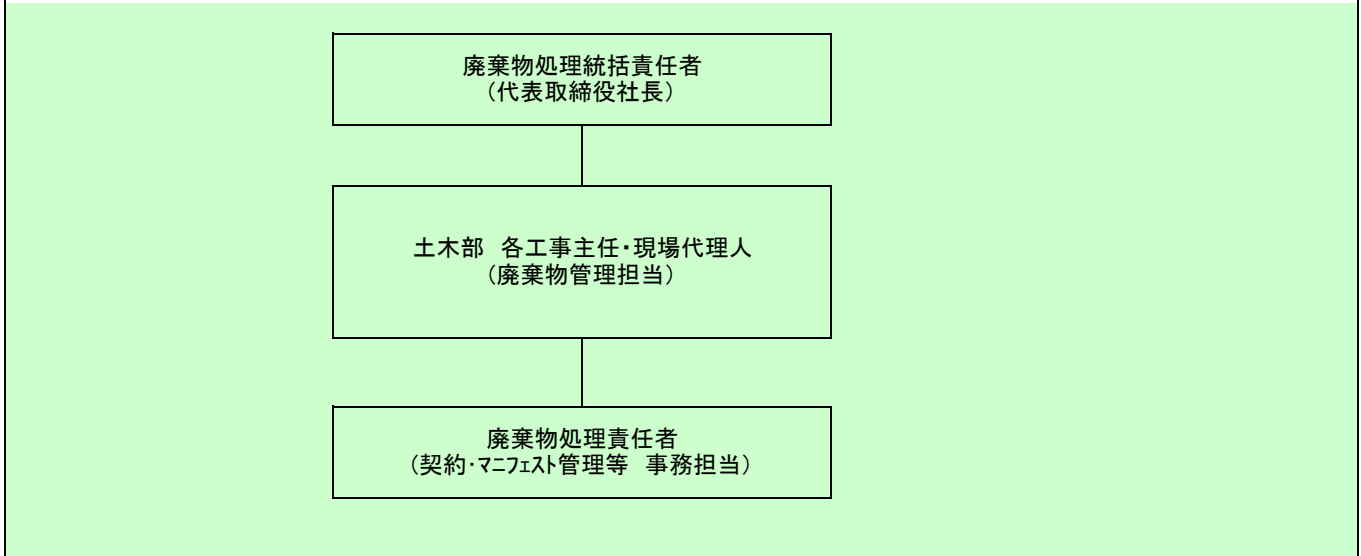 廃棄物処理統括責任者
（代表取締役社長）
土木部　各工事主任・現場代理人
（廃棄物管理担当）
廃棄物処理責任者
（契約･ﾏﾆﾌｪｽﾄ管理等　事務担当）